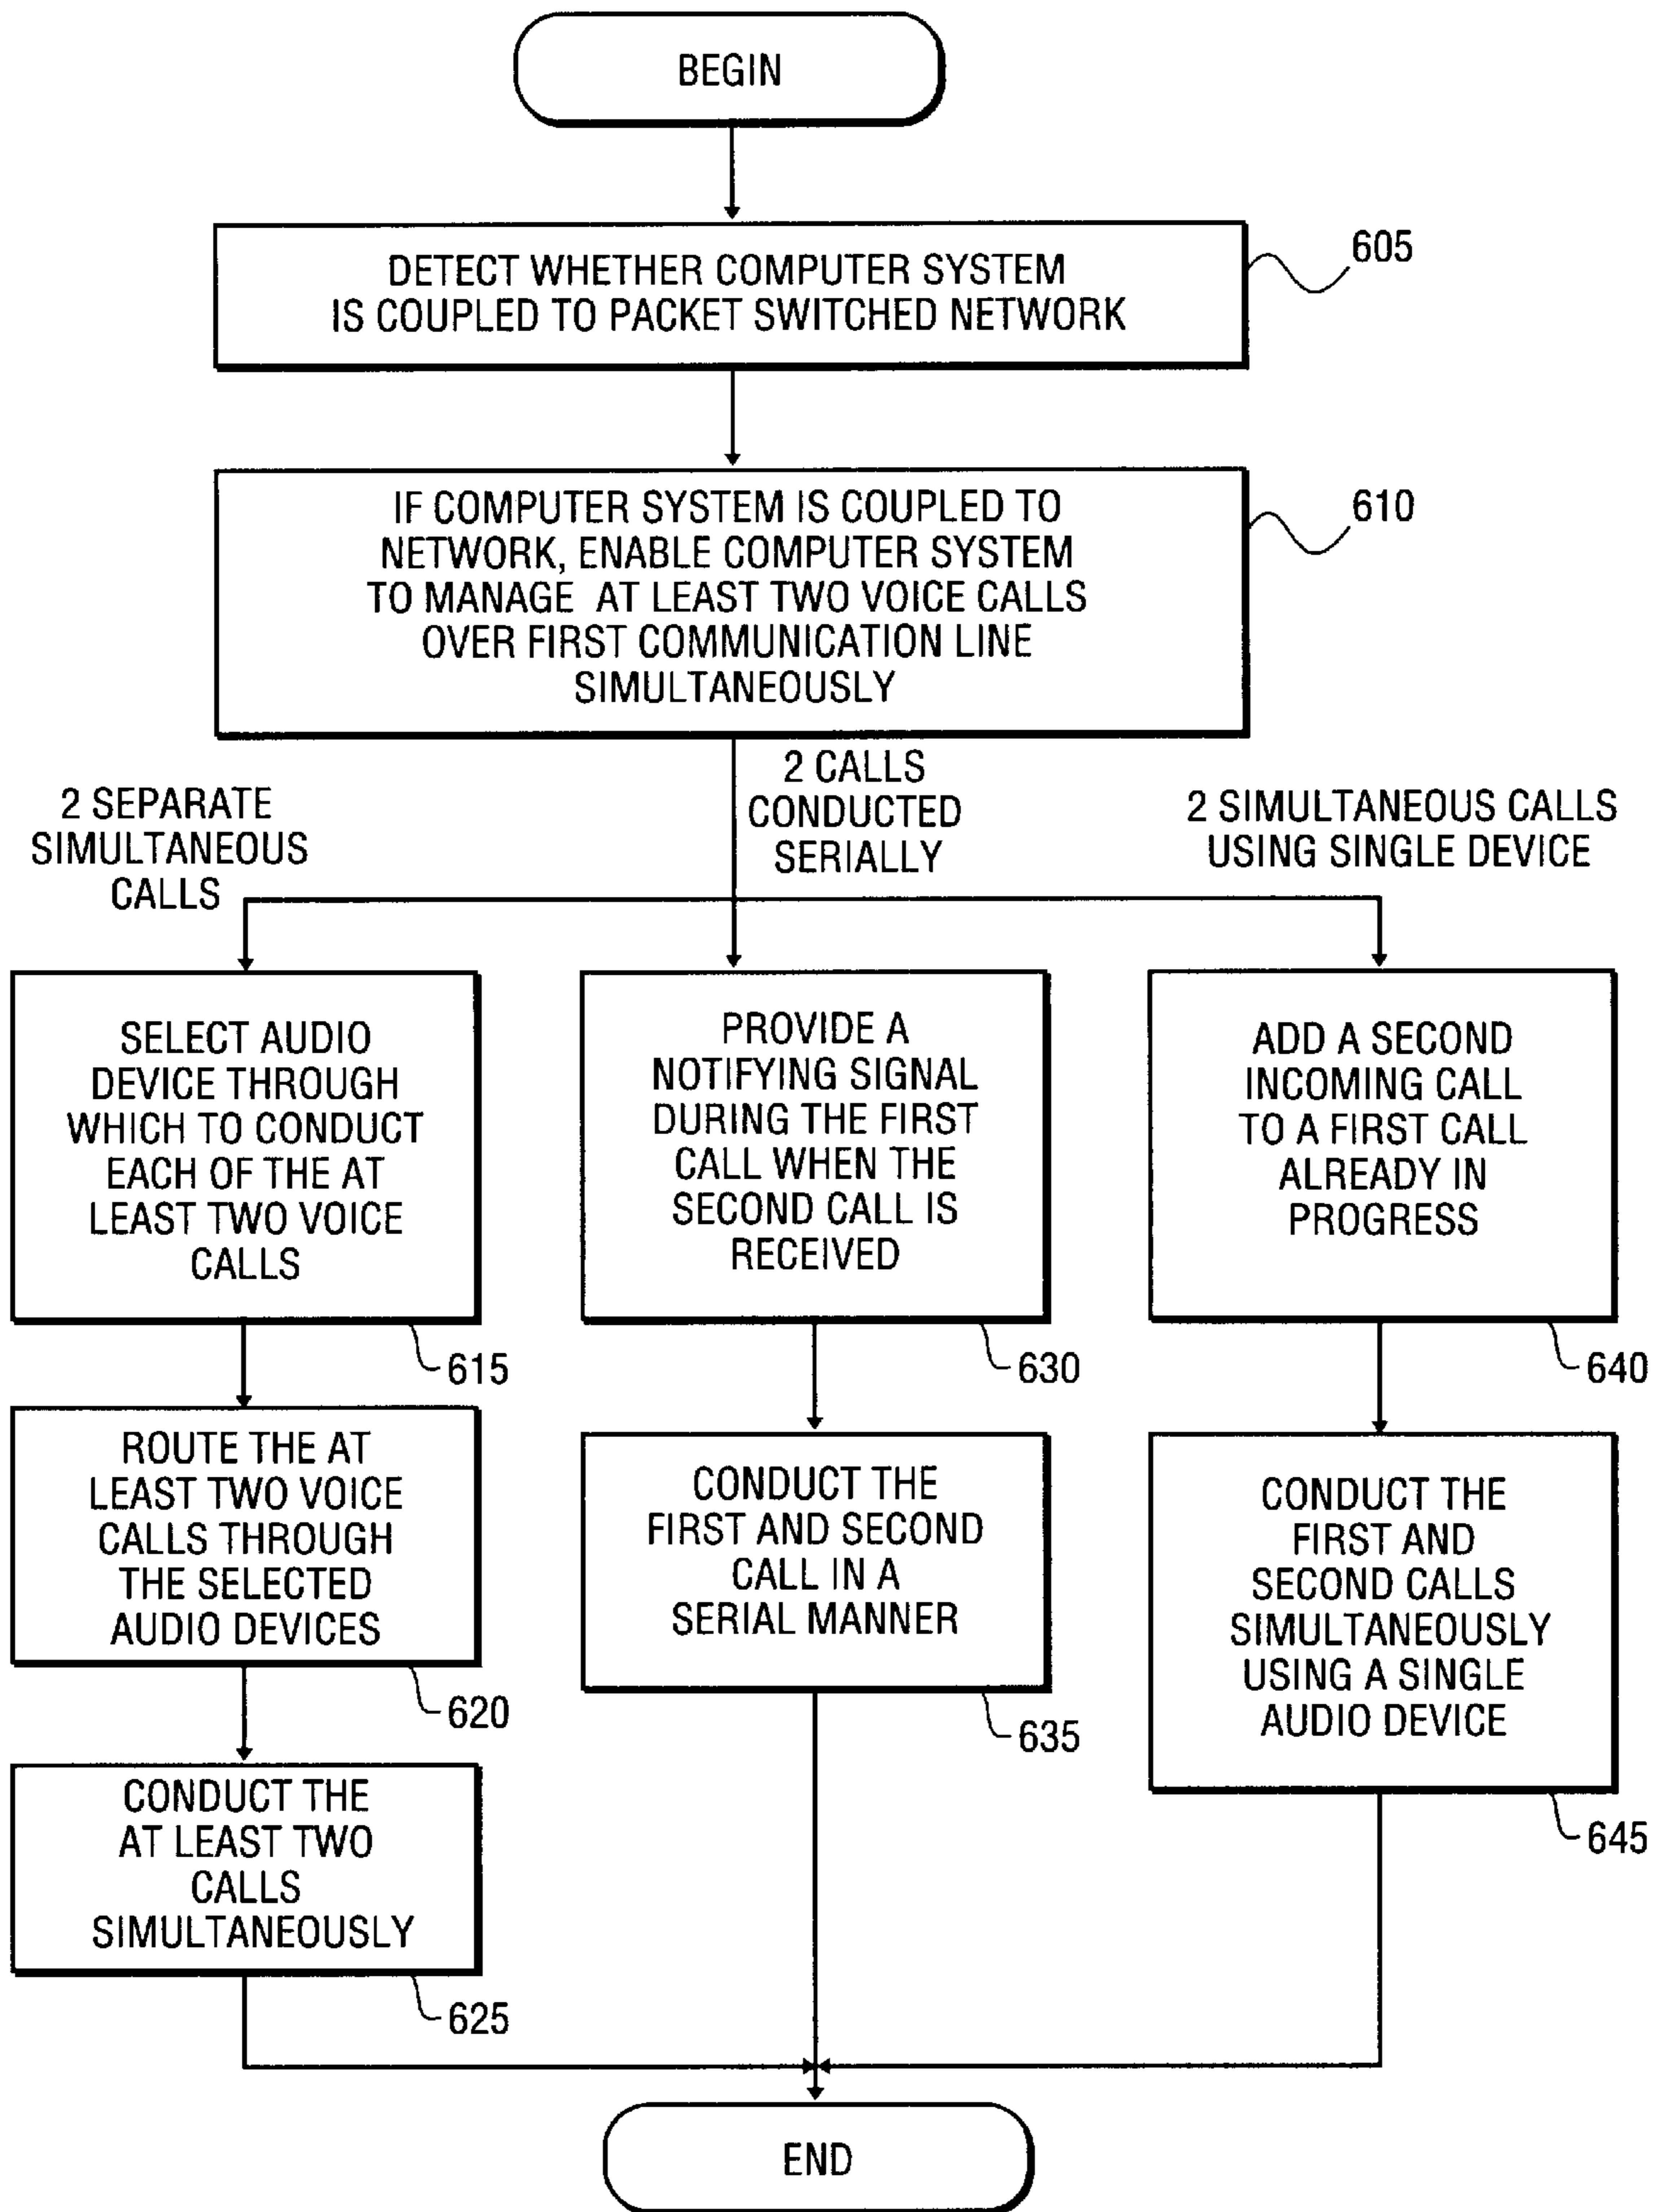 BEGIN
DETECT WHETHER COMPUTER SYSTEM
IS COUPLED TO PACKET SWITCHED NETWORK
605
IF COMPUTER SYSTEM IS COUPLED TO
NETWORK, ENABLE COMPUTER SYSTEM
TO MANAGE AT LEAST TWO VOICE CALLS
OVER FIRST COMMUNICATION LINE
SIMULTANEOUSLY
610
2 SEPARATE
SIMULTANEOUS
CALLS
2 CALLS
CONDUCTED
SERIALLY
2 SIMULTANEOUS CALLS
USING SINGLE DEVICE
SELECT AUDIO
DEVICE THROUGH
WHICH TO CONDUCT
EACH OF THE AT
LEAST TWO VOICE
CALLS
615
ROUTE THE AT
LEAST TWO VOICE
CALLS THROUGH
THE SELECTED
AUDIO DEVICES
620
CONDUCT THE
AT LEAST TWO
CALLS
SIMULTANEOUSLY
625
PROVIDE A
NOTIFYING SIGNAL
DURING THE FIRST
CALL WHEN THE
SECOND CALL IS
RECEIVED
630
CONDUCT THE
FIRST AND SECOND
CALL IN A
SERIAL MANNER
635
ADD A SECOND
INCOMING CALL
TO A FIRST CALL
ALREADY IN
PROGRESS
640
CONDUCT THE
FIRST AND
SECOND CALLS
SIMULTANEOUSLY
USING A SINGLE
AUDIO DEVICE
645
END